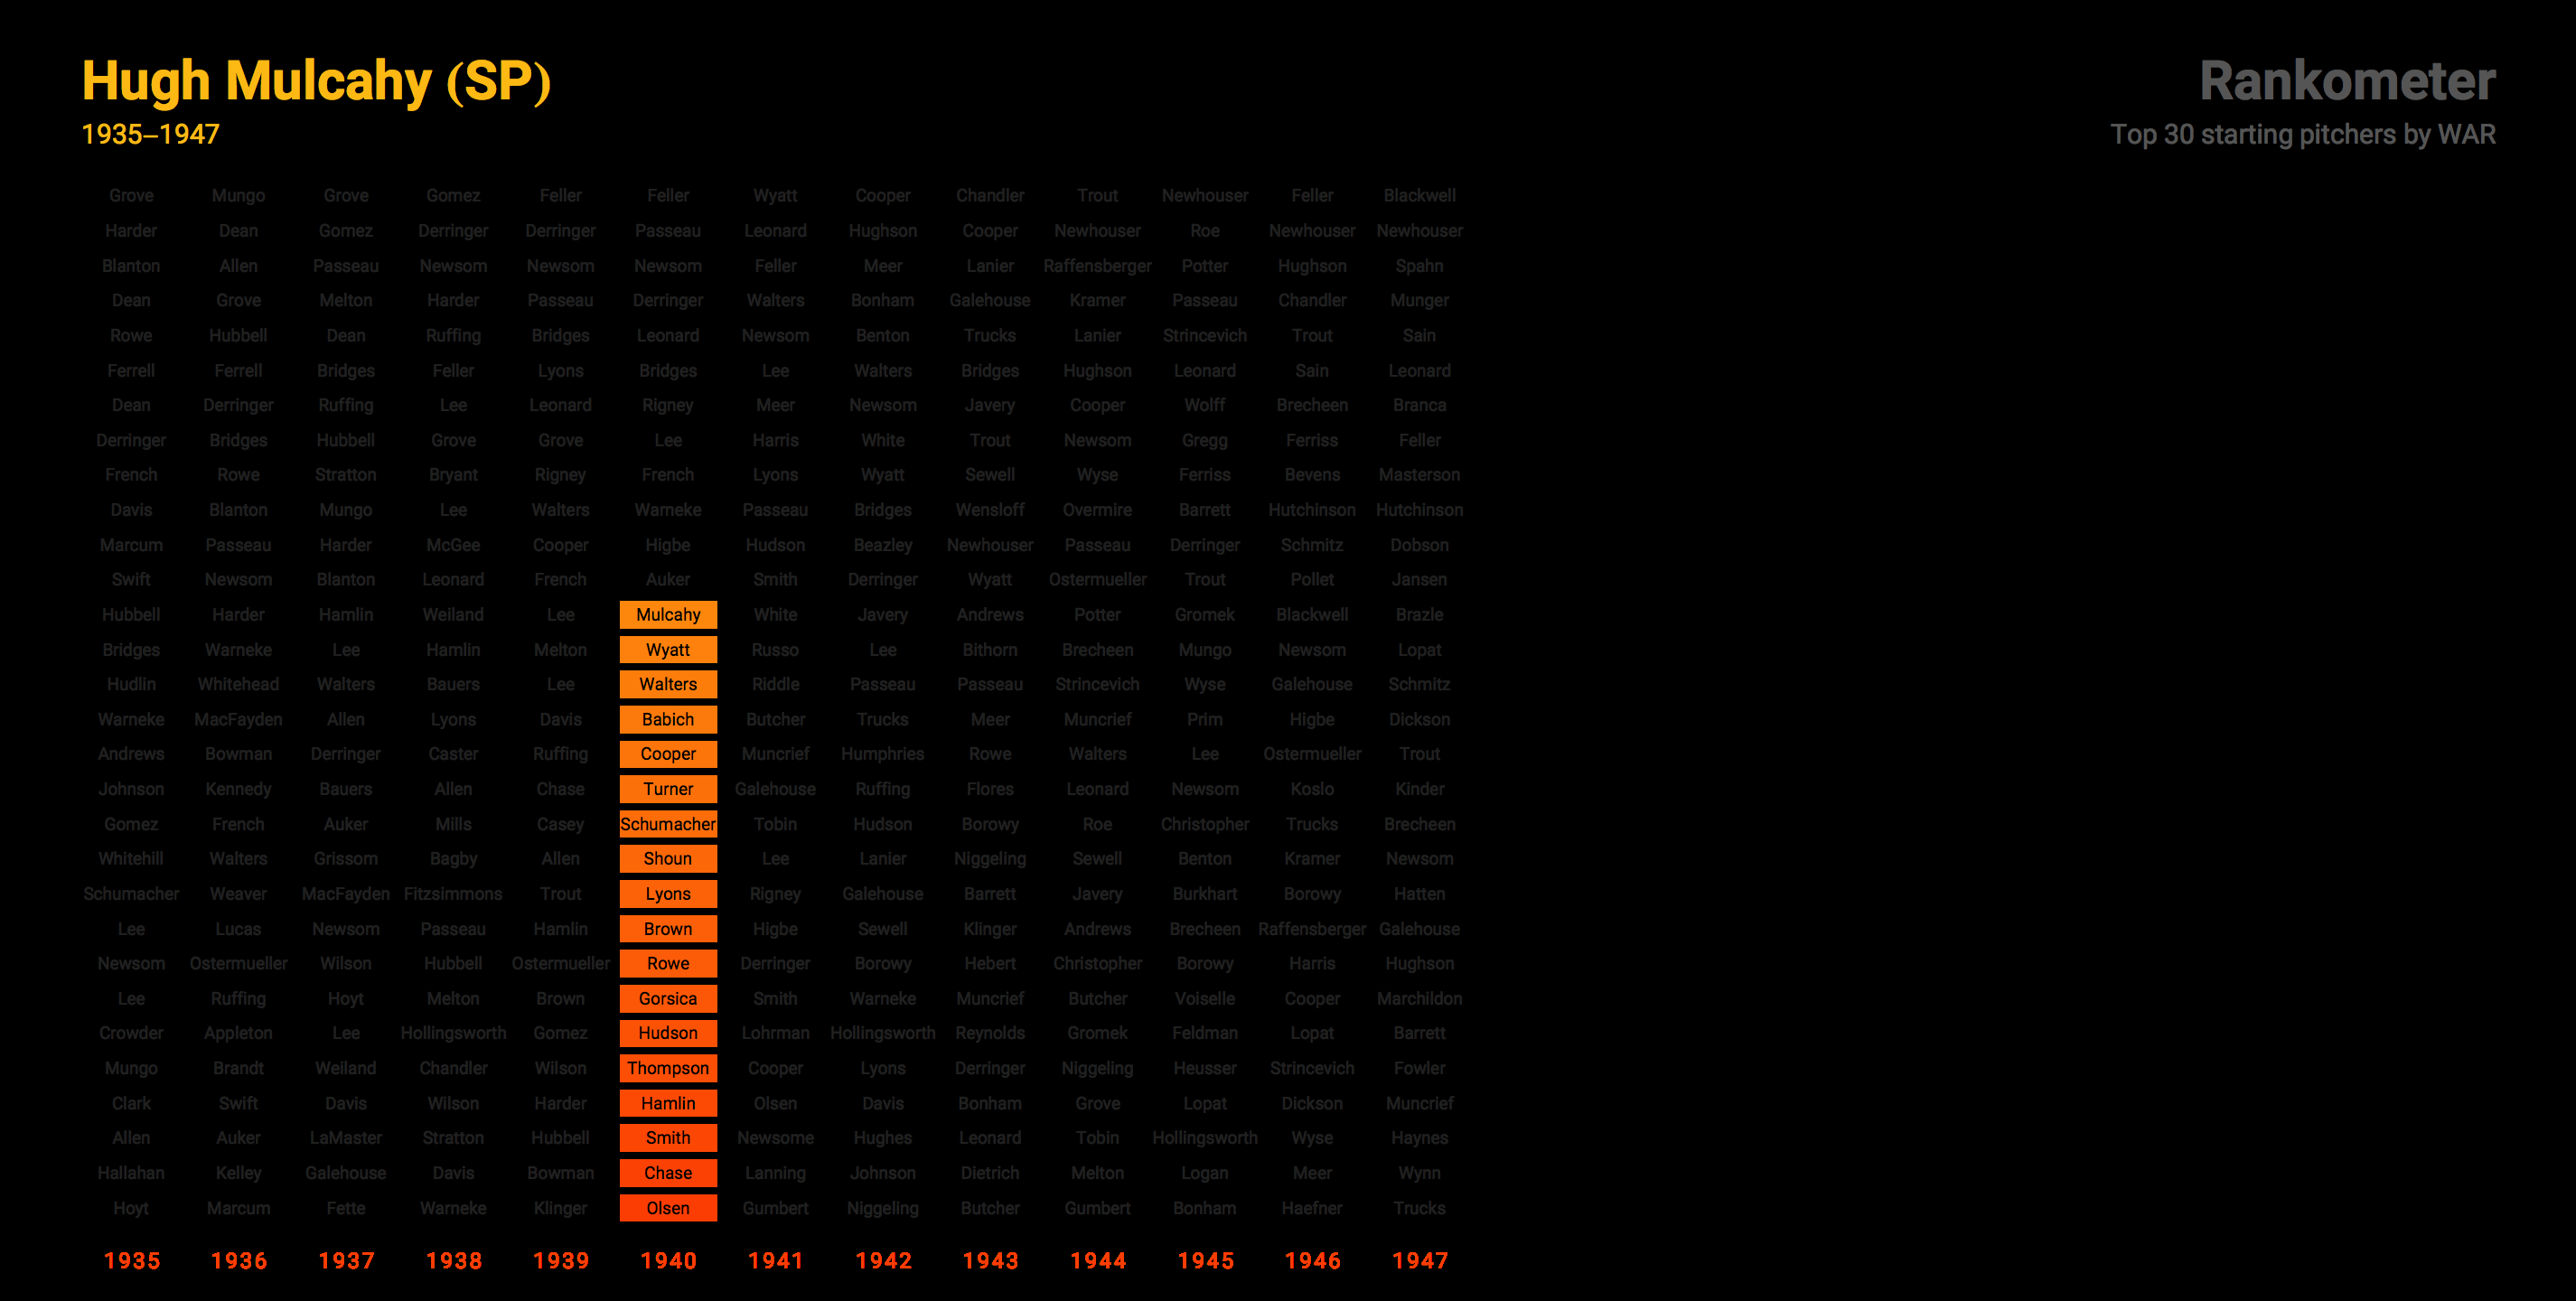 Hugh Mulcahy (SP)
1935–1947
Rankometer
Top 30 starting pitchers by WAR
Grove Mungo Grove Gomez Feller Feller Wyatt Cooper Chandler Trout Newhouser Feller Blackwell
Harder Dean Gomez Derringer Derringer Passeau Leonard Hughson Cooper Newhouser Roe Newhouser Newhouser
Blanton Allen Passeau Newsom Newsom Newsom Feller Meer Lanier Raffensberger Potter Hughson Spahn
Dean Grove Melton Harder Passeau Derringer Walters Bonham Galehouse Kramer Passeau Chandler Munger
Rowe Hubbell Dean Ruffing Bridges Leonard Newsom Benton Trucks Lanier Strincevich Trout Sain
Ferrell Ferrell Bridges Feller Lyons Bridges Lee Walters Bridges Hughson Leonard Sain Leonard
Dean Derringer Ruffing Lee Leonard Rigney Meer Newsom Javery Cooper Wolff Brecheen Branca
Derringer Bridges Hubbell Grove Grove Lee Harris White Trout Newsom Gregg Ferriss Feller
French Rowe Stratton Bryant Rigney French Lyons Wyatt Sewell Wyse Ferriss Bevens Masterson
Davis Blanton Mungo Lee Walters Warneke Passeau Bridges Wensloff Overmire Barrett Hutchinson Hutchinson
Marcum Passeau Harder McGee Cooper Higbe Hudson Beazley Newhouser Passeau Derringer Schmitz Dobson
Swift Newsom Blanton Leonard French Auker Smith Derringer Wyatt Ostermueller Trout Pollet Jansen
Hubbell Harder Hamlin Weiland Lee Mulcahy White Javery Andrews Potter Gromek Blackwell Brazle
Bridges Warneke Lee Hamlin Melton Wyatt Russo Lee Bithorn Brecheen Mungo Newsom Lopat
Hudlin Whitehead Walters Bauers Lee Walters Riddle Passeau Passeau Strincevich Wyse Galehouse Schmitz
Warneke MacFayden Allen Lyons Davis Babich Butcher Trucks Meer Muncrief Prim Higbe Dickson
Andrews Bowman Derringer Caster Ruffing Cooper Muncrief Humphries Rowe Walters Lee Ostermueller Trout
Johnson Kennedy Bauers Allen Chase Turner Galehouse Ruffing Flores Leonard Newsom Koslo Kinder
Gomez French Auker Mills Casey Schumacher Tobin Hudson Borowy Roe Christopher Trucks Brecheen
Whitehill Walters Grissom Bagby Allen Shoun Lee Lanier Niggeling Sewell Benton Kramer Newsom
Schumacher Weaver MacFayden Fitzsimmons Trout Lyons Rigney Galehouse Barrett Javery Burkhart Borowy Hatten
Lee Lucas Newsom Passeau Hamlin Brown Higbe Sewell Klinger Andrews Brecheen Raffensberger Galehouse
Newsom Ostermueller Wilson Hubbell Ostermueller Rowe Derringer Borowy Hebert Christopher Borowy Harris Hughson
Lee Ruffing Hoyt Melton Brown Gorsica Smith Warneke Muncrief Butcher Voiselle Cooper Marchildon
Crowder Appleton Lee Hollingsworth Gomez Hudson Lohrman Hollingsworth Reynolds Gromek Feldman Lopat Barrett
Mungo Brandt Weiland Chandler Wilson Thompson Cooper Lyons Derringer Niggeling Heusser Strincevich Fowler
Clark Swift Davis Wilson Harder Hamlin Olsen Davis Bonham Grove Lopat Dickson Muncrief
Allen Auker LaMaster Stratton Hubbell Smith Newsome Hughes Leonard Tobin Hollingsworth Wyse Haynes
Hallahan Kelley Galehouse Davis Bowman Chase Lanning Johnson Dietrich Melton Logan Meer Wynn
Hoyt Marcum Fette Warneke Klinger Olsen Gumbert Niggeling Butcher Gumbert Bonham Haefner Trucks
1935 1936 1937 1938 1939 1940 1941 1942 1943 1944 1945 1946 1947